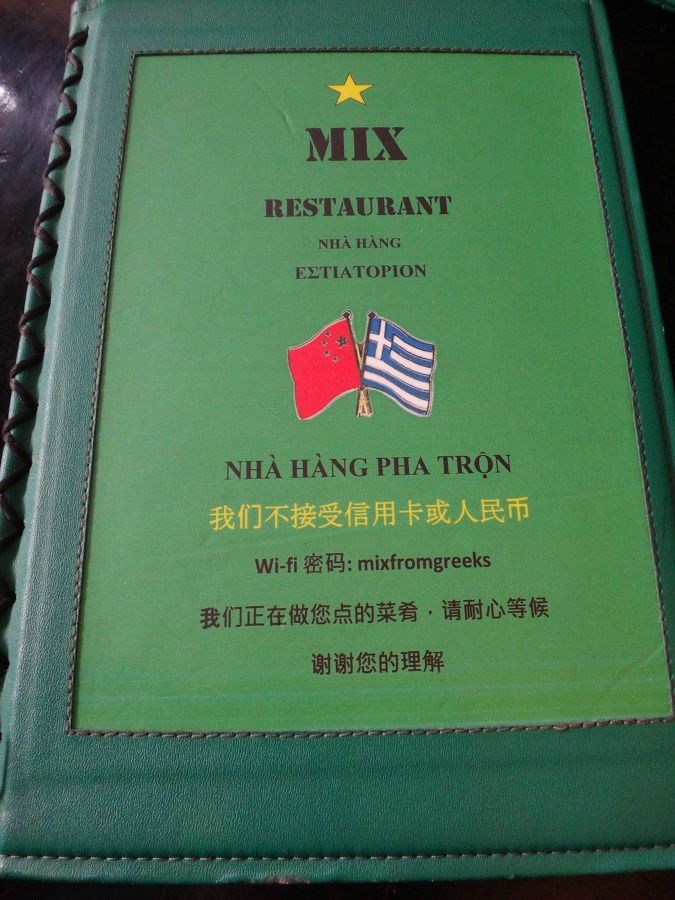 MIX
RESTAURANT
NHÀ HÀNG
ΕΣΤΙΑΤΟΡΙΟΝ
NHÀ HÀNG PHA TRỘN
我们不接受信用卡或人民币
Wi-fi 密码: mixfromgreeks
我们正在做您点的菜肴，请耐心等候
谢谢您的理解